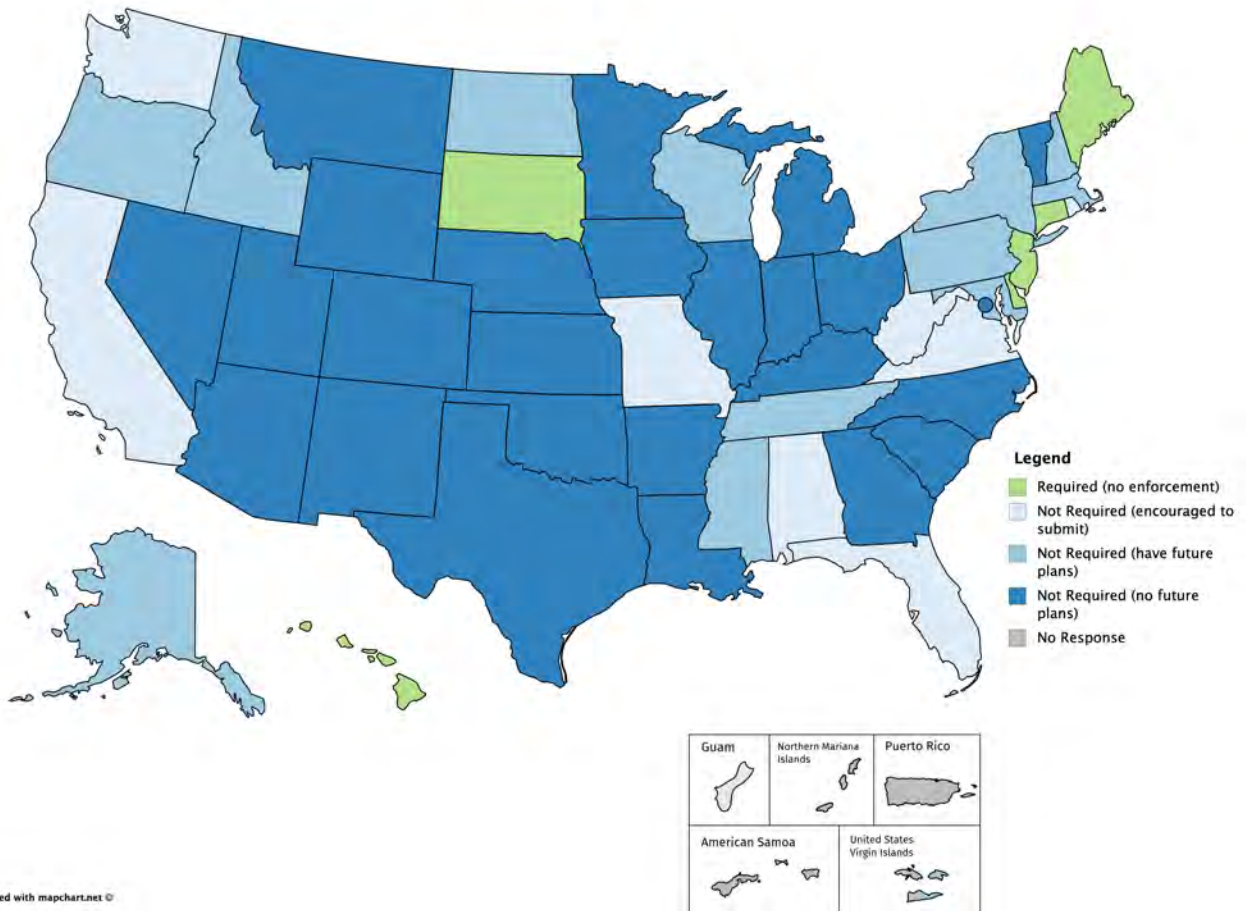 Legend
Required (no enforcement)
Not Required (encouraged to
submit)
Not Required (have future
plans)
Not Required (no future
plans)
No Response
Guam
Northern Mariana
Islands
Puerto Rico
American Samoa
United States
Virgin Islands
ed with mapchart.net ©